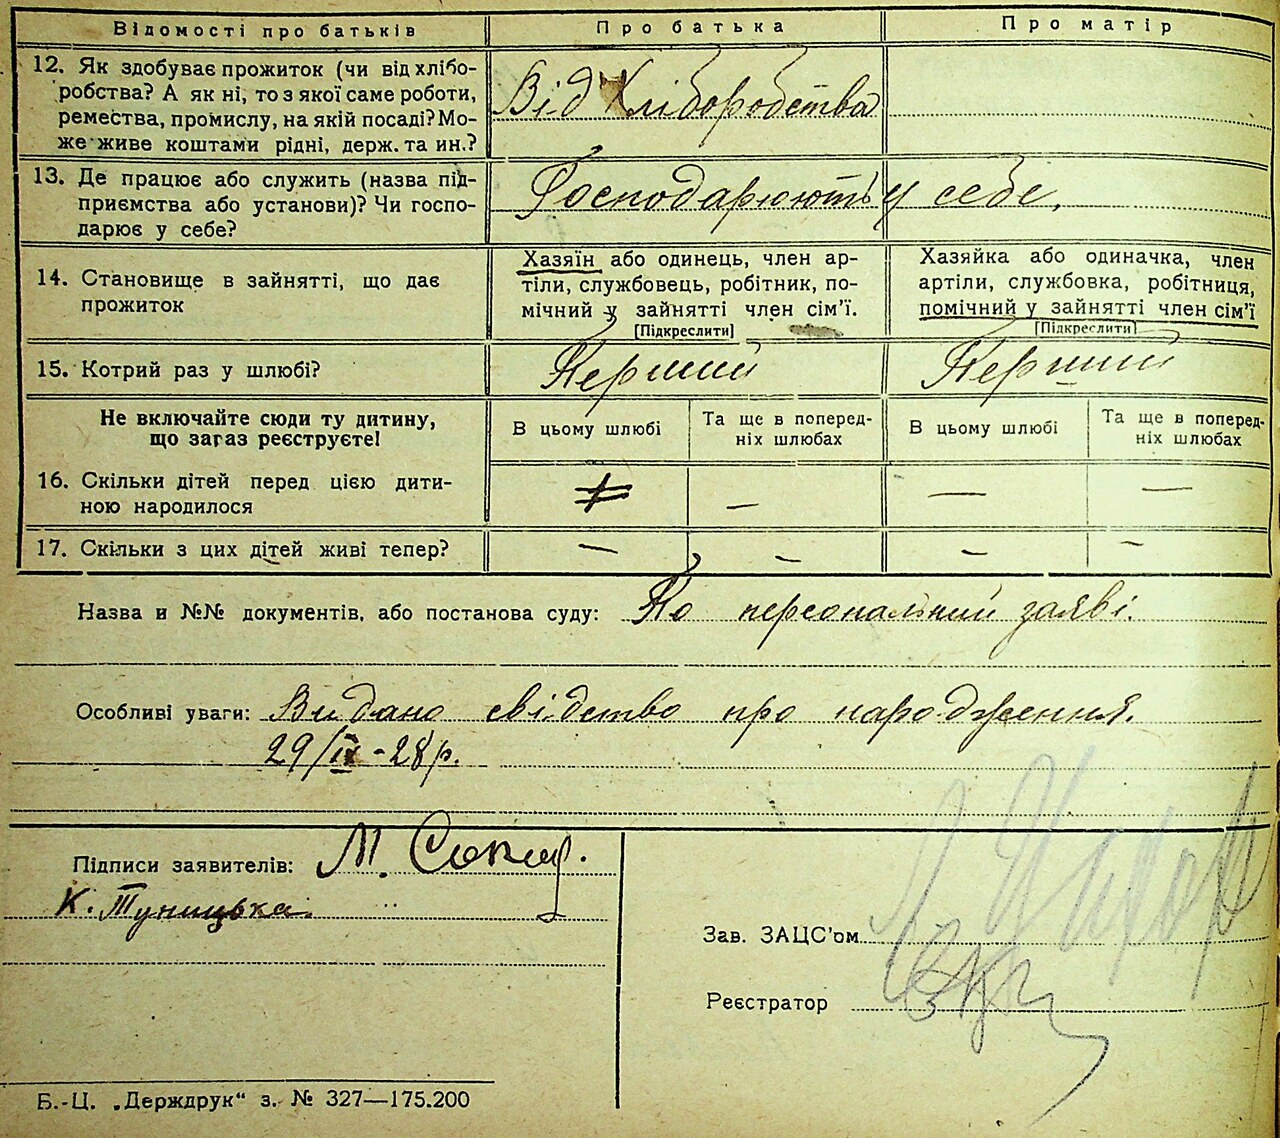 Відомості про батьків
Про батька
Про матір
12. Як здобуває прожиток (чи від хлібо-
робства? А як ні, то з якої саме роботи,
ремества, промислу, на якій посаді? Мо-
же живе коштами рідні, держ. та ин.?
Від Хліборобства
13. Де працює або служить (назва під-
приємства або установи)? Чи госпо-
дарює у себе?
Господарюють у себе,
14. Становище в зайнятті, що дає
прожиток
Хазяїн або одинець, член ар-
тіли, службовець, робітник, по-
мічний у зайнятті член сім’ї.
[Підкреслити]
Хазяйка або одиначка, член
артіли, службовка, робітниця,
помічний у зайнятті член сім’ї
[Підкреслити]
15. Котрий раз у шлюбі?
Перший
Перший
Не включайте сюди ту дитину,
що зараз реєструєте!
В цьому шлюбі
Та ще в поперед-
ніх шлюбах
В цьому шлюбі
Та ще в поперед-
ніх шлюбах
16. Скільки дітей перед цією дити-
ною народилося
— — —
17. Скільки з цих дітей живі тепер?
— — — —
Назва и №№ документів, або постанова суду: По персональний заяві.
Особливі уваги: Видано свідство про народження.
29/IX - 28 р.
Підписи заявителів: М.
К. Туницька.
Зав. ЗАЦС’ом
Реєстратор
Б.-Ц. „Держдрук“ з. № 327—175.200